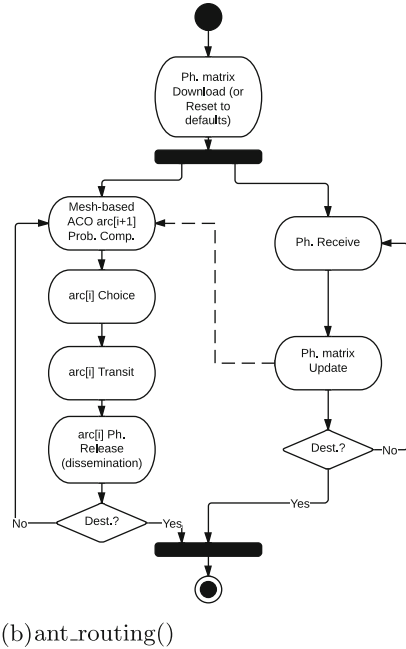 Ph. matrix
Download (or
Reset to
defaults)
Mesh-based
ACO arc[i+1]
Prob. Comp.
Ph. Receive
arc[i] Choice
arc[i] Transit
Ph. matrix
Update
arc[i] Ph.
Release
(dissemination)
Dest.?
No
Yes
Dest.?
No
Yes
(b)ant_routing()